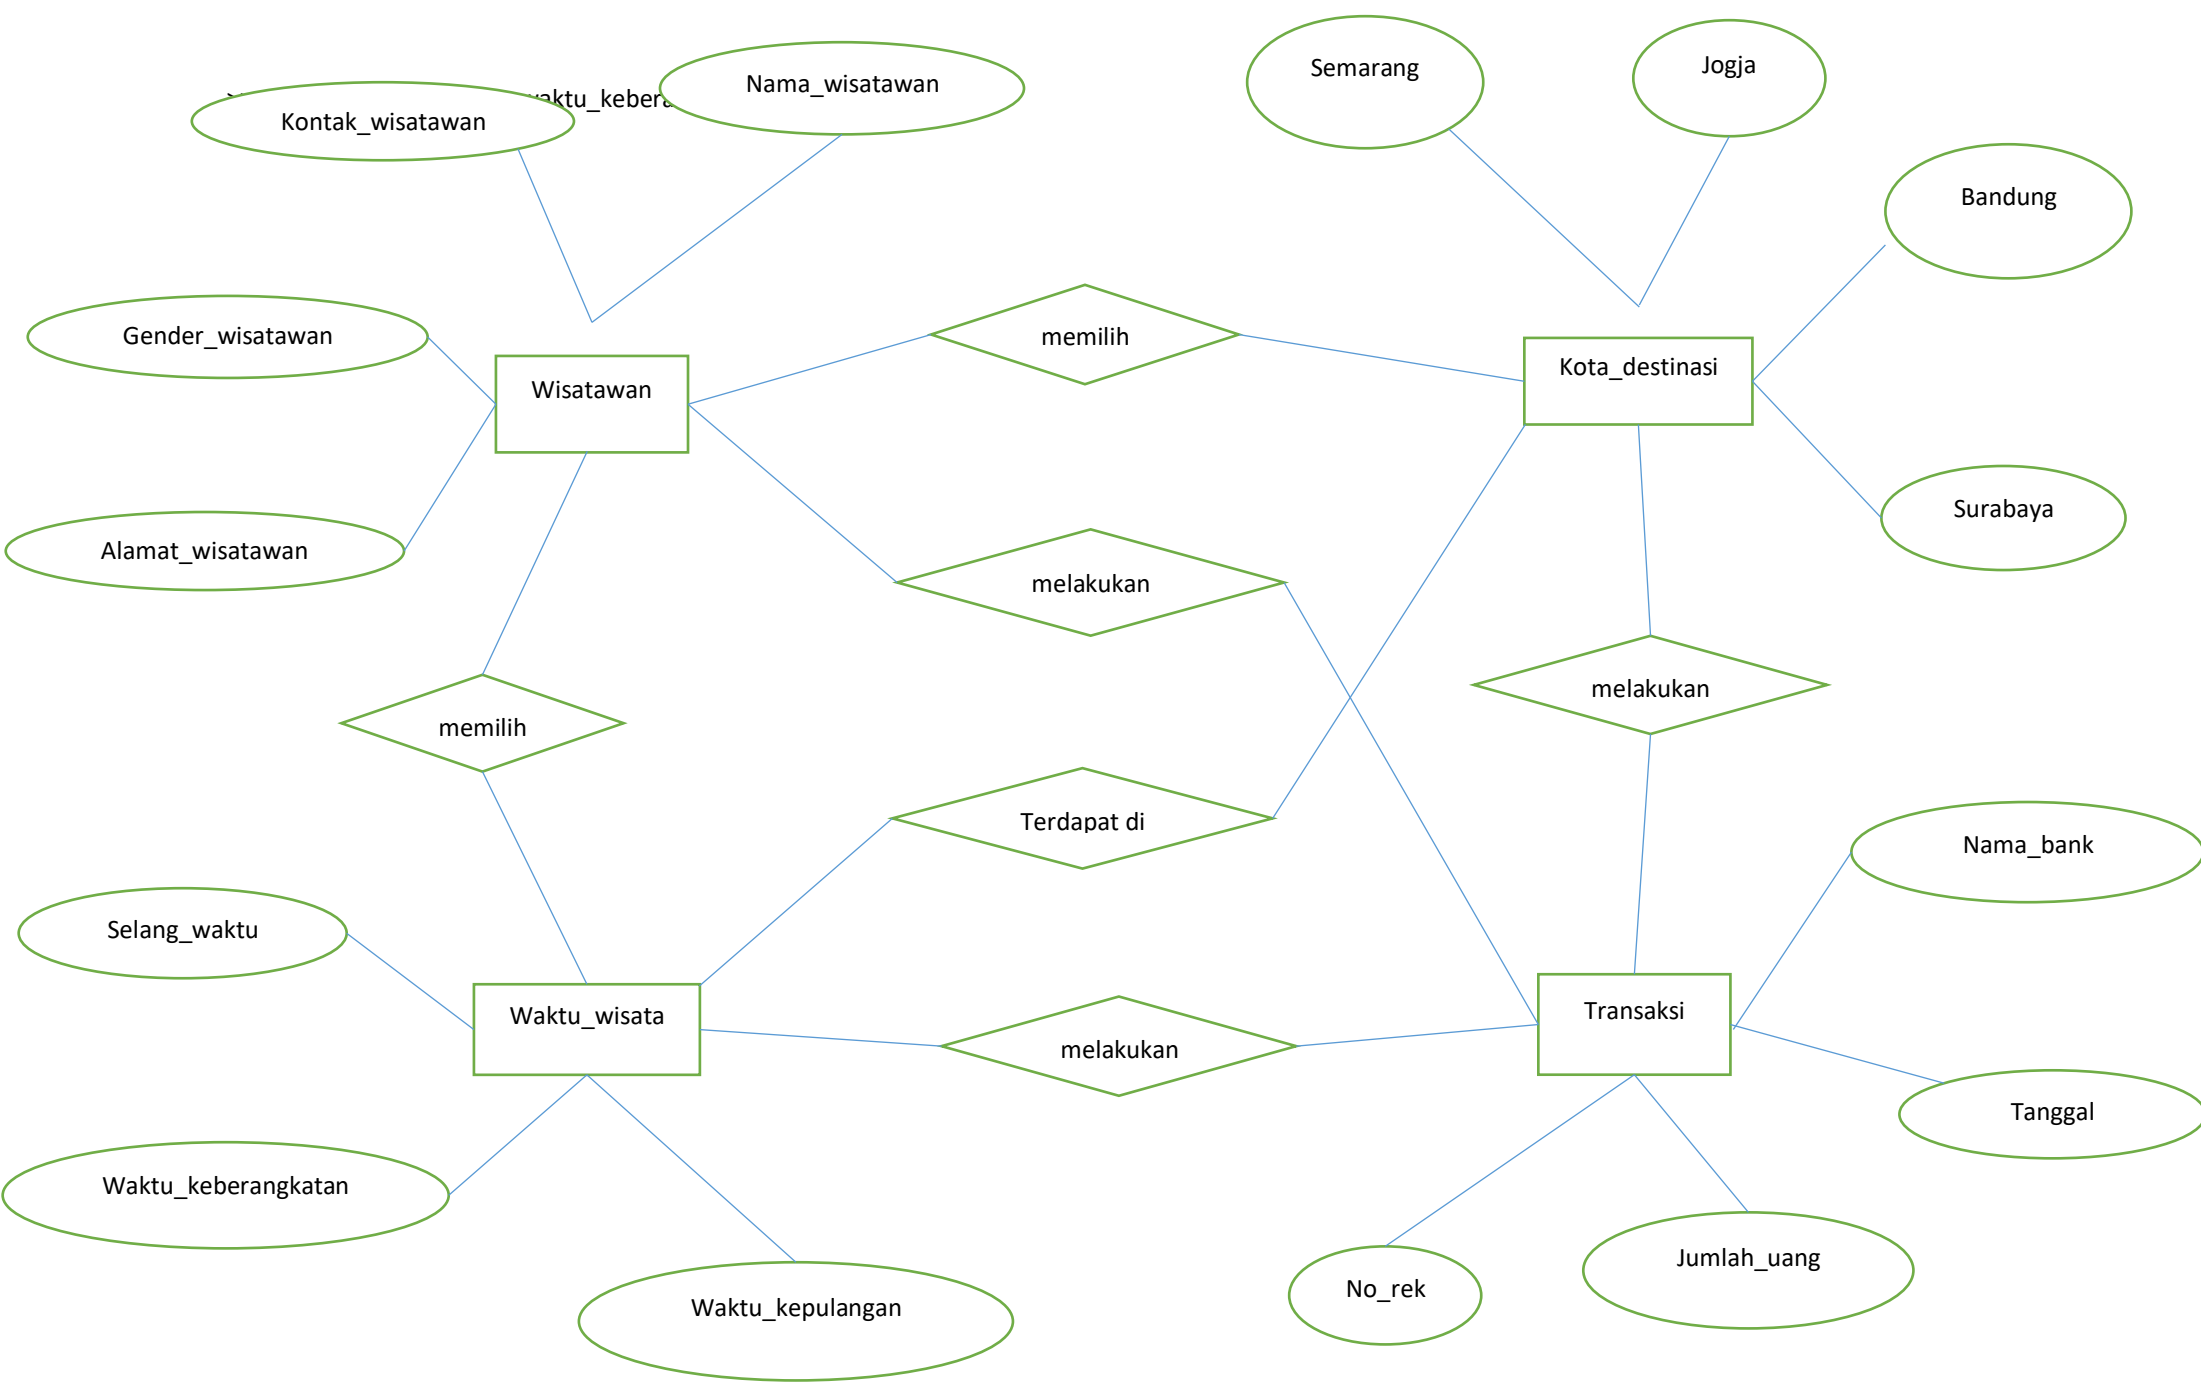 Semarang
Jogja
Nama_wisatawan
Kontak_wisatawan
Bandung
Gender_wisatawan
memilih
Kota_destinasi
Wisatawan
Surabaya
Alamat_wisatawan
melakukan
melakukan
memilih
Terdapat di
Nama_bank
Selang_waktu
Waktu_wisata
Transaksi
melakukan
Tanggal
Waktu_keberangkatan
Jumlah_uang
No_rek
Waktu_kepulangan